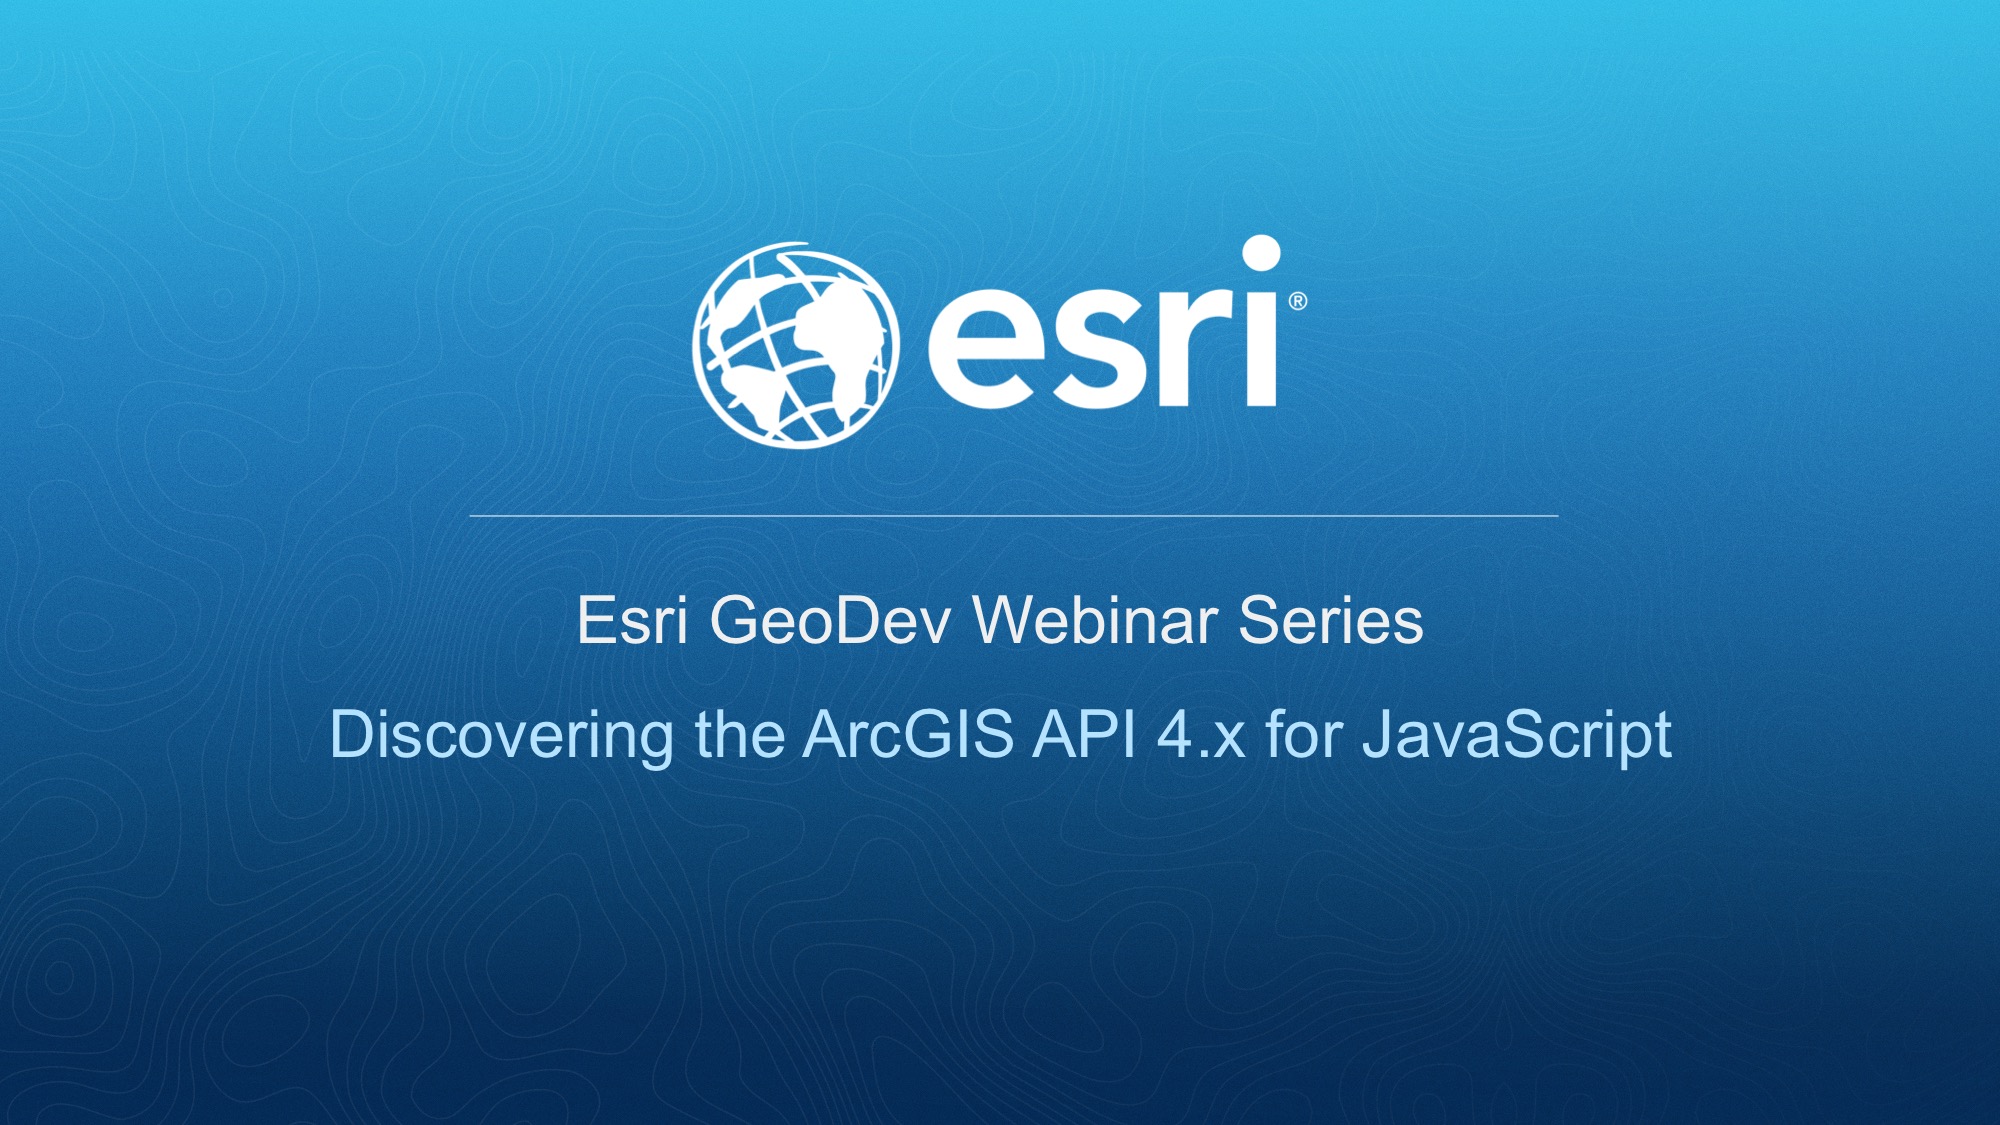 esri®
Esri GeoDev Webinar Series
Discovering the ArcGIS API 4.x for JavaScript